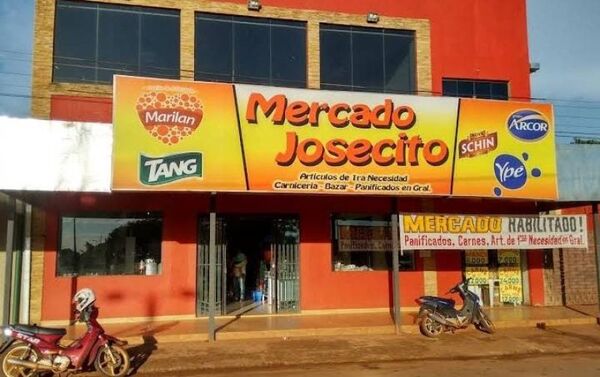 Marilan
TANG
Mercado
Josecito
Artículos de 1ra Necesidad
Carniceria - Bazar - Panificados en Gral.
ARCOR
SCHIN
Ypê
MERCADO HABILITADO!
Panificados. Carnes. Art. de 1ra Necesidad en Gral.